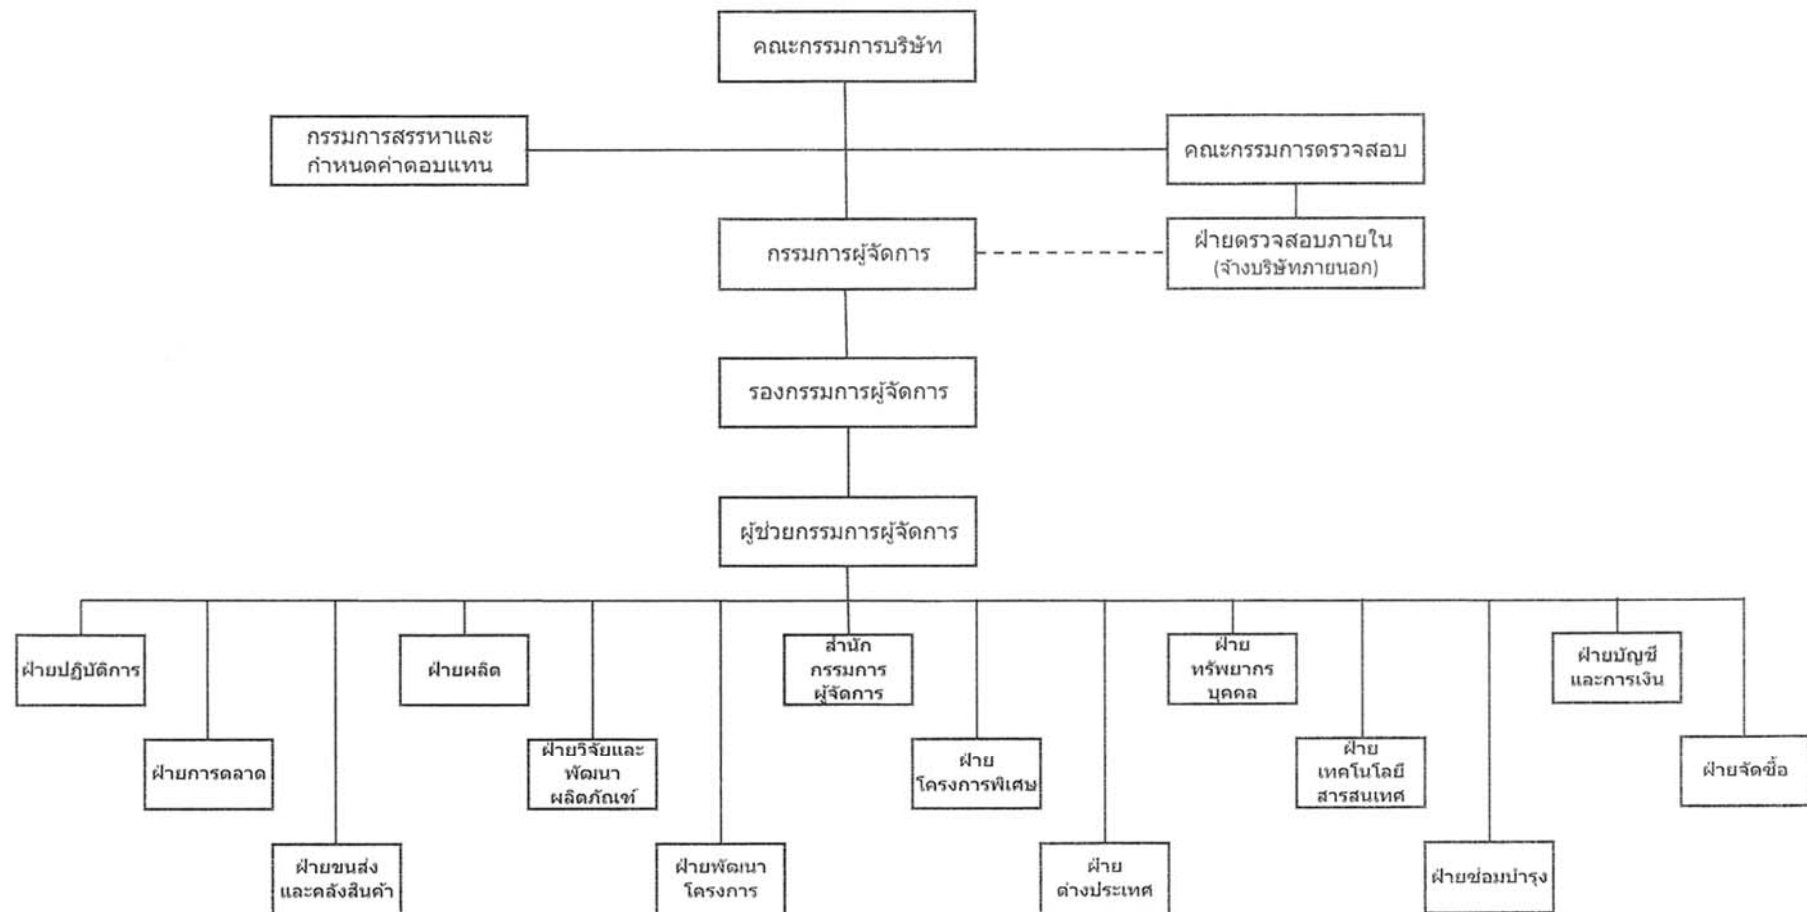 คณะกรรมการบริษัท
กรรมการสรรหาและ
กำหนดค่าตอบแทน
คณะกรรมการตรวจสอบ
กรรมการผู้จัดการ
ฝ่ายตรวจสอบภายใน
(จ้างบริษัทภายนอก)
รองกรรมการผู้จัดการ
ผู้ช่วยกรรมการผู้จัดการ
ฝ่ายปฏิบัติการ
ฝ่ายผลิต
สำนัก
กรรมการ
ผู้จัดการ
ฝ่าย
ทรัพยากร
บุคคล
ฝ่ายบัญชี
และการเงิน
ฝ่ายการตลาด
ฝ่ายวิจัยและ
พัฒนา
ผลิตภัณฑ์
ฝ่าย
โครงการพิเศษ
ฝ่าย
เทคโนโลยี
สารสนเทศ
ฝ่ายจัดซื้อ
ฝ่ายขนส่ง
และคลังสินค้า
ฝ่ายพัฒนา
โครงการ
ฝ่าย
ต่างประเทศ
ฝ่ายซ่อมบำรุง